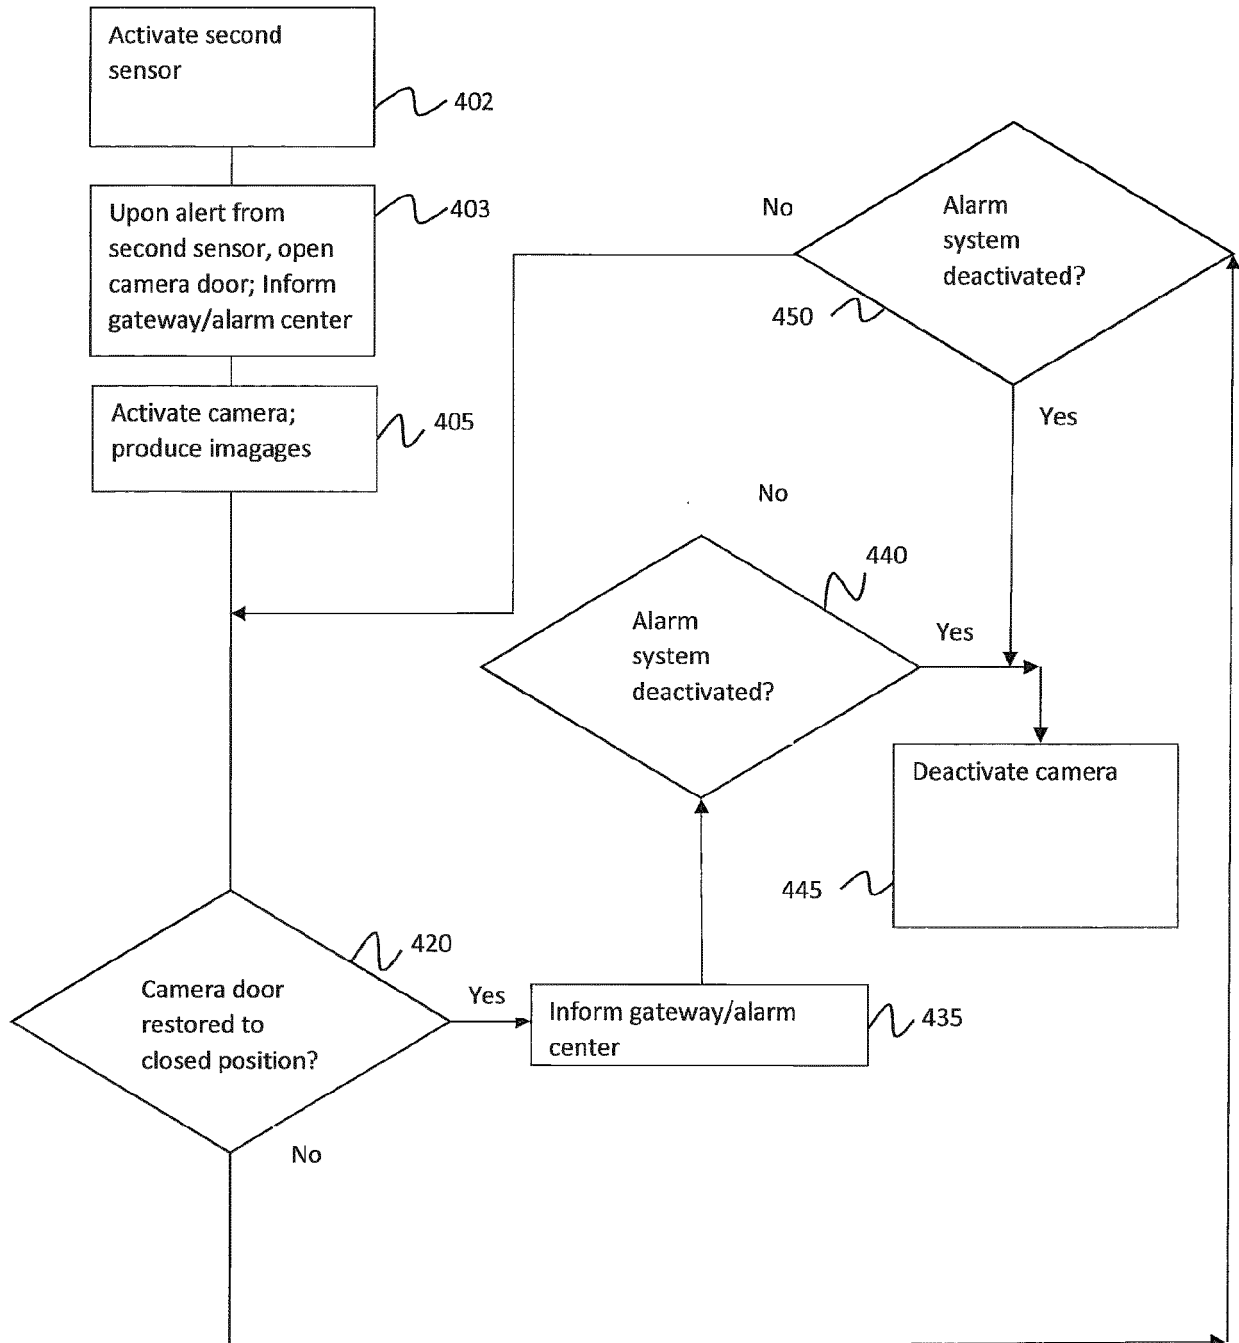 Activate second
sensor
402
Upon alert from
second sensor, open
camera door; Inform
gateway/alarm center
403
Activate camera;
produce imagages
405
No
Alarm
system
deactivated?
450
Yes
No
440
Alarm
system
deactivated?
Yes
Deactivate camera
445
420
Camera door
restored to
closed position?
Yes
Inform gateway/alarm
center
435
No